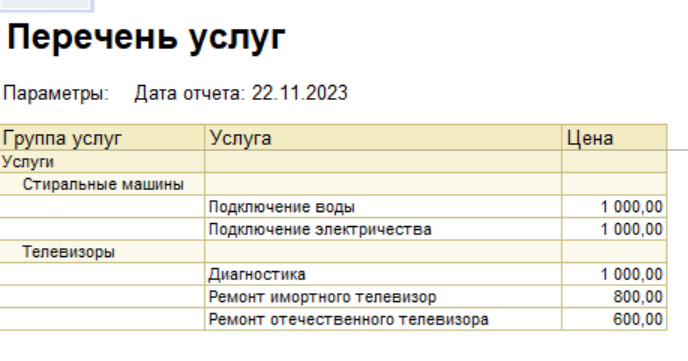 Перечень услуг
Параметры: Дата отчета: 22.11.2023
Группа услуг Услуга Цена
Услуги
Стиральные машины
Подключение воды 1 000,00
Подключение электричества 1 000,00
Телевизоры
Диагностика 1 000,00
Ремонт имортного телевизор 800,00
Ремонт отечественного телевизора 600,00